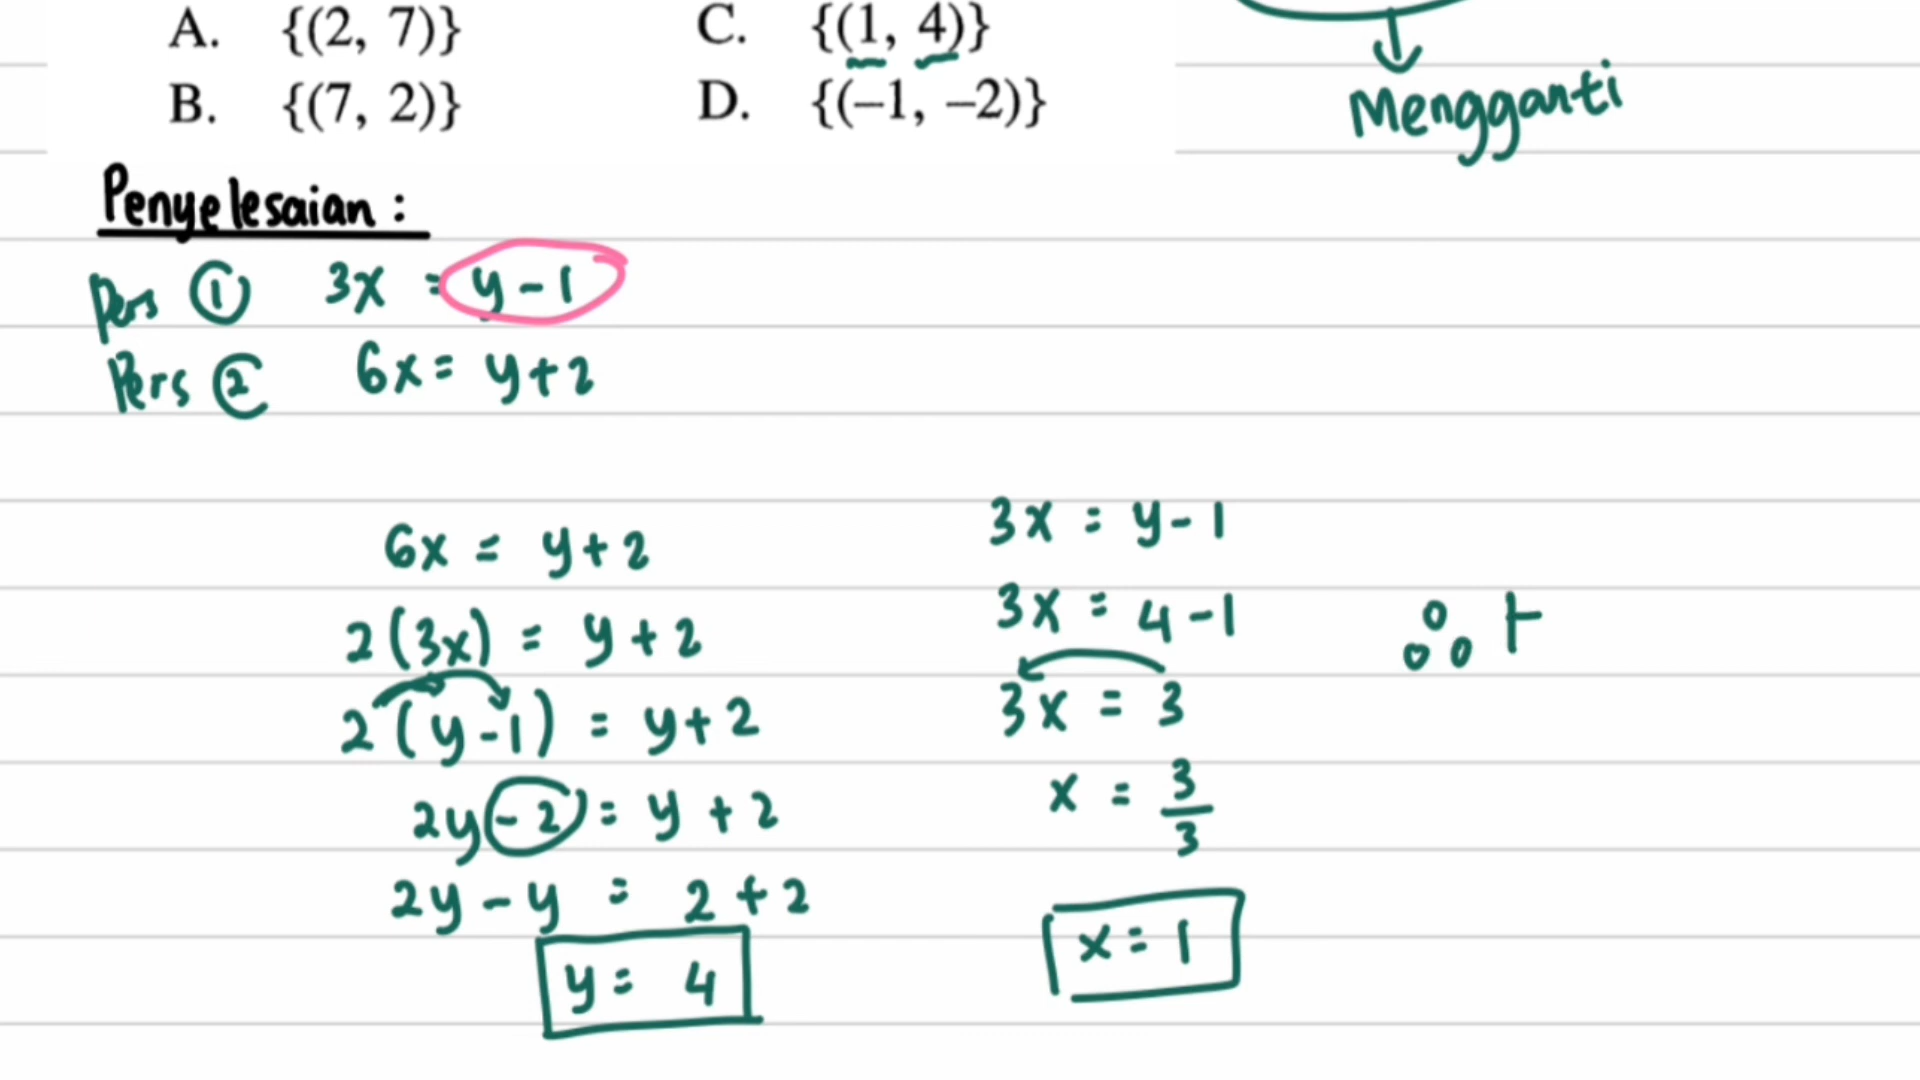 A. {(2, 7)}
C. {(1, 4)}
B. {(7, 2)}
D. {(–1, –2)}
Mengganti
Penyelesaian :
Pers ① 3x = y - 1
Pers ② 6x = y + 2
6x = y + 2
2(3x) = y + 2
2(y - 1) = y + 2
2y - 2 = y + 2
2y - y = 2 + 2
y = 4
3x = y - 1
3x = 4 - 1
3x = 3
x = 3/3
x = 1